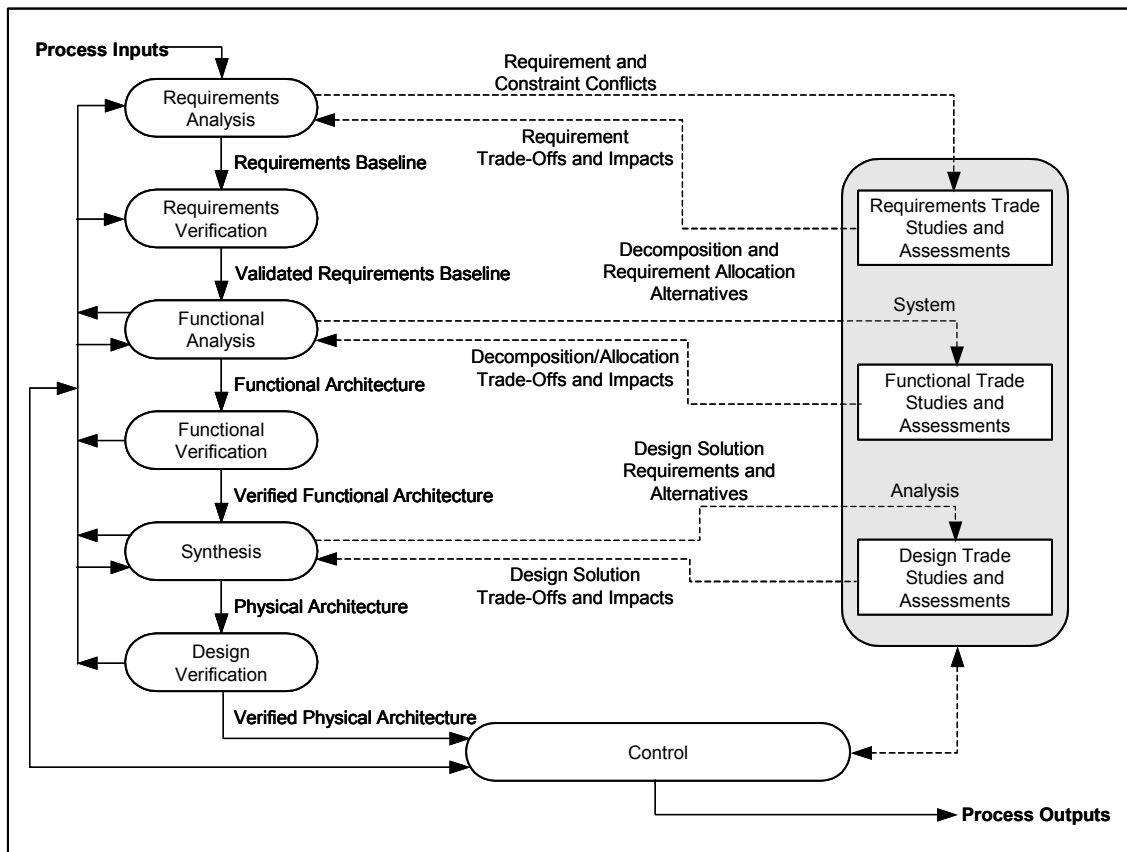 Process Inputs
Requirements
Analysis
Requirement and
Constraint Conflicts
Requirement
Trade-Offs and Impacts
Requirements Baseline
Requirements
Verification
Requirements Trade
Studies and
Assessments
Validated Requirements Baseline
Decomposition and
Requirement Allocation
Alternatives
System
Functional
Analysis
Decomposition/Allocation
Trade-Offs and Impacts
Functional Trade
Studies and
Assessments
Functional Architecture
Functional
Verification
Design Solution
Requirements and
Alternatives
Verified Functional Architecture
Analysis
Synthesis
Design Solution
Trade-Offs and Impacts
Design Trade
Studies and
Assessments
Physical Architecture
Design
Verification
Verified Physical Architecture
Control
Process Outputs